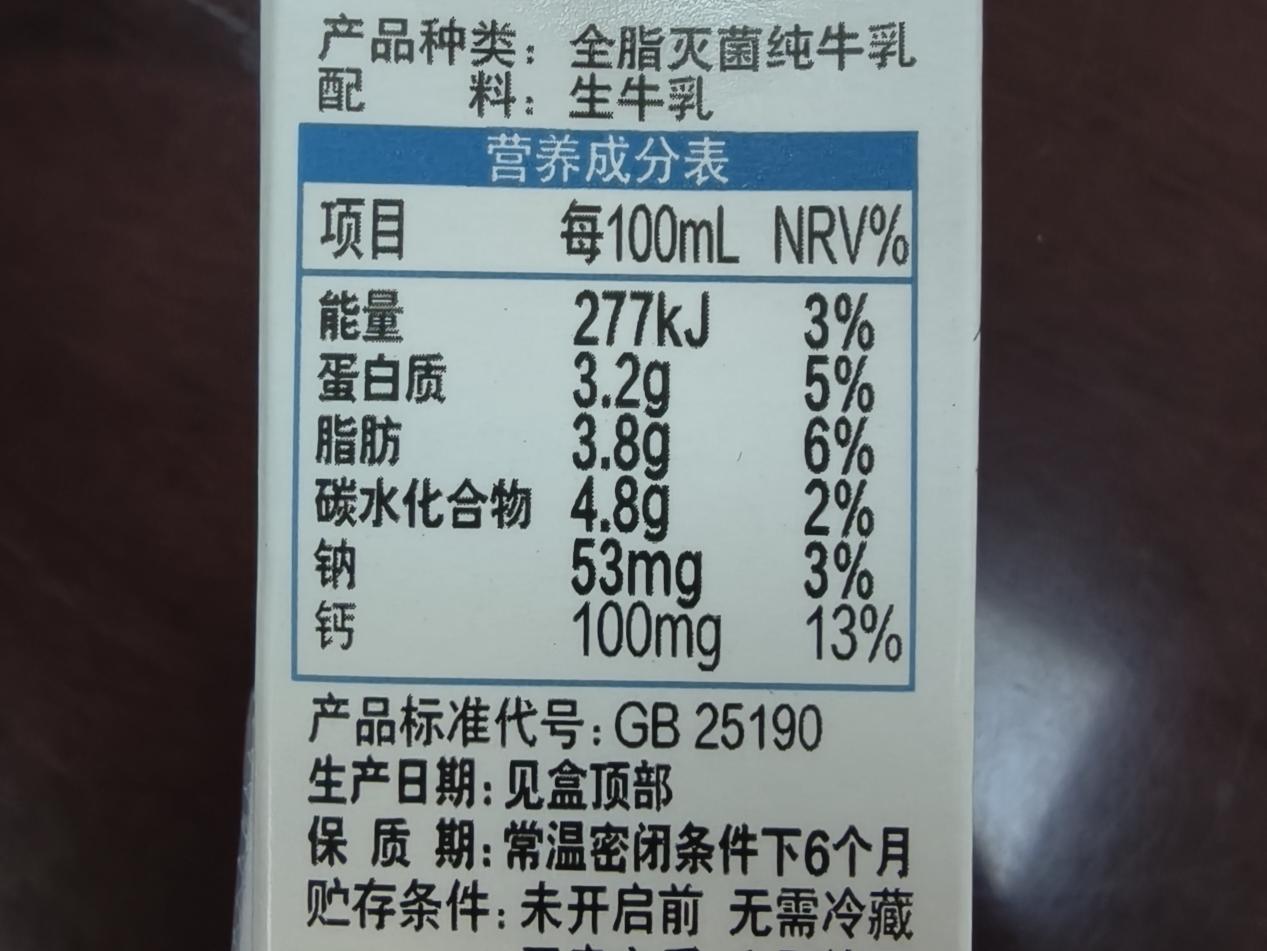 产品种类：全脂灭菌纯牛乳
配料：生牛乳
营养成分表
项目 每100mL NRV%
能量 277kJ 3%
蛋白质 3.2g 5%
脂肪 3.8g 6%
碳水化合物 4.8g 2%
钠 53mg 3%
钙 100mg 13%
产品标准代号：GB 25190
生产日期：见盒顶部
保质期：常温密闭条件下6个月
贮存条件：未开启前 无需冷藏